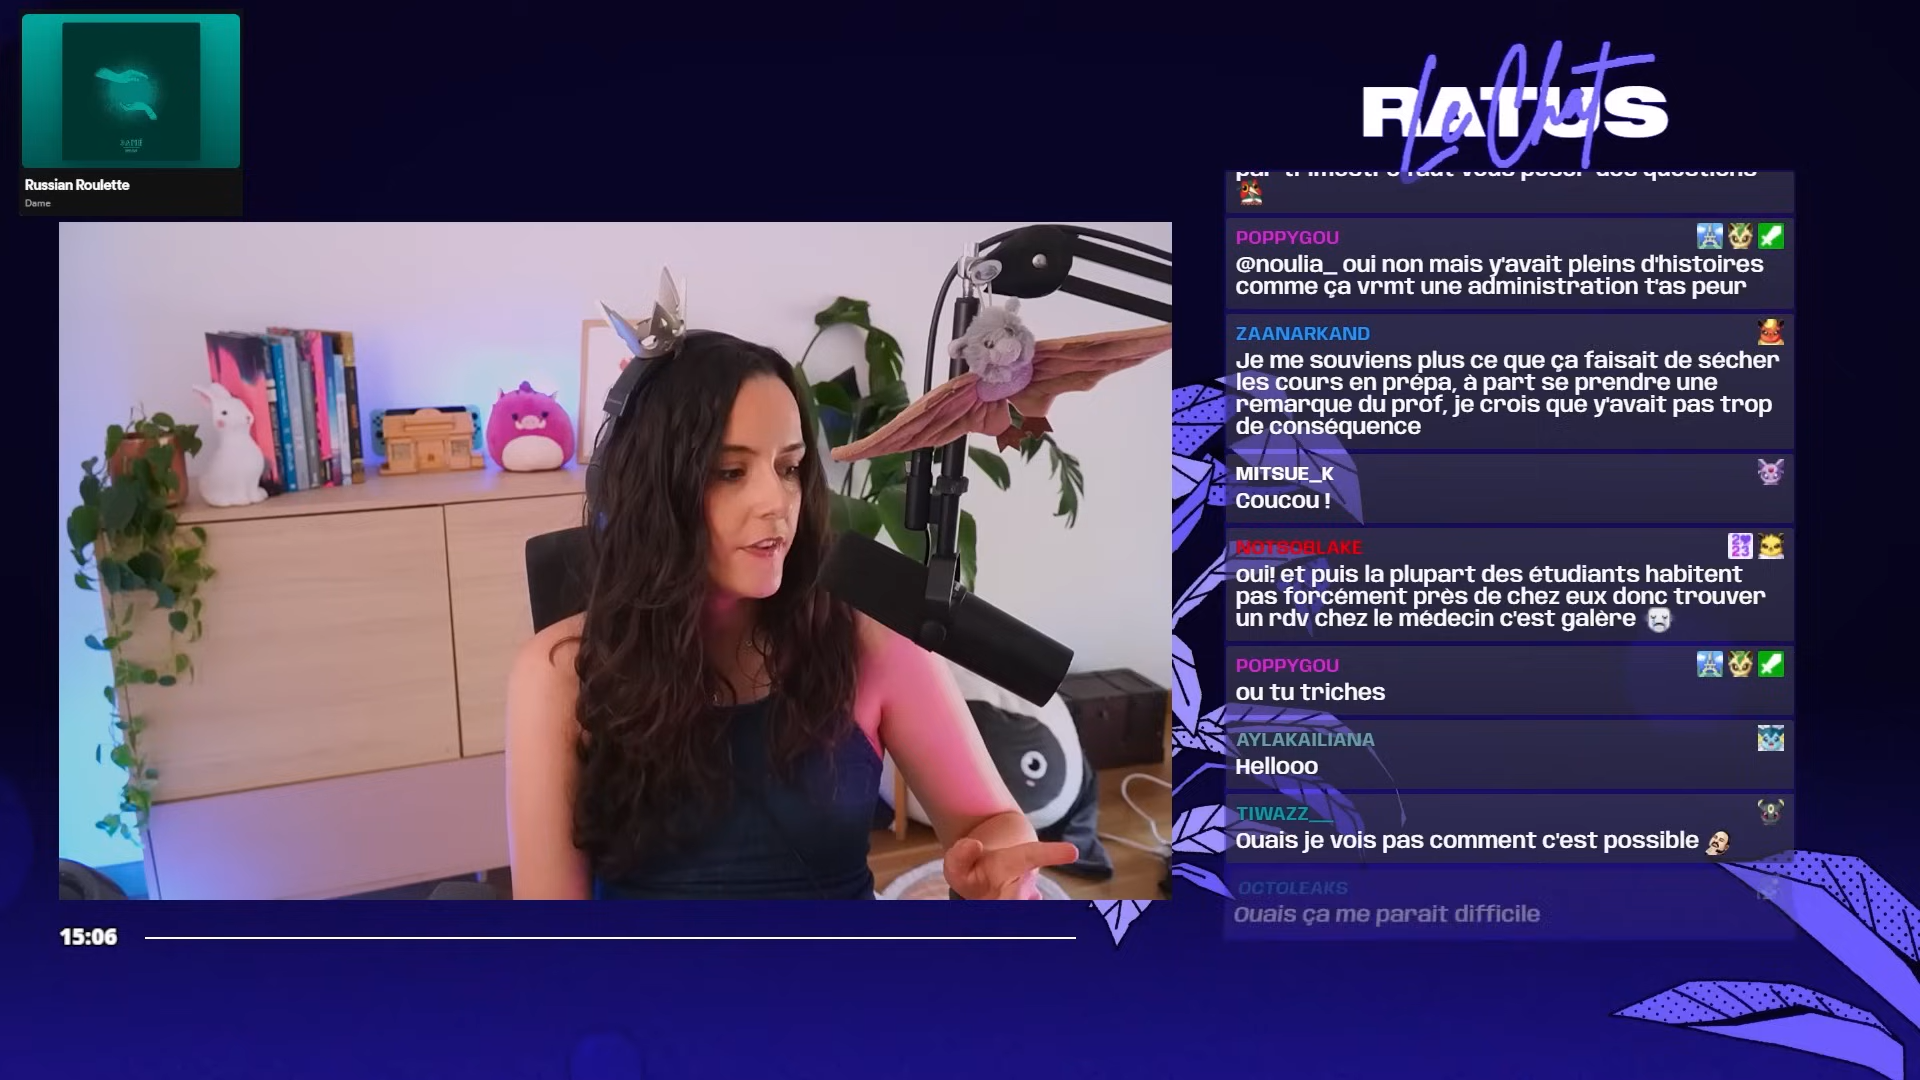 Russian Roulette
Dame
RATUS
Le Chat
POPPYGOU
@noulia_ oui non mais y'avait pleins d'histoires
comme ça vrmt une administration t'as peur
ZAANARKAND
Je me souviens plus ce que ça faisait de sécher
les cours en prépa, à part se prendre une
remarque du prof, je crois que y'avait pas trop
de conséquence
MITSUE_K
Coucou !
NOTSOBLAKE
oui! et puis la plupart des étudiants habitent
pas forcément près de chez eux donc trouver
un rdv chez le médecin c'est galère
POPPYGOU
ou tu triches
AYLAKAILIANA
Hellooo
TIWAZZ__
Ouais je vois pas comment c'est possible
OCTOLEAKS
Ouais ça me parait difficile
15:06